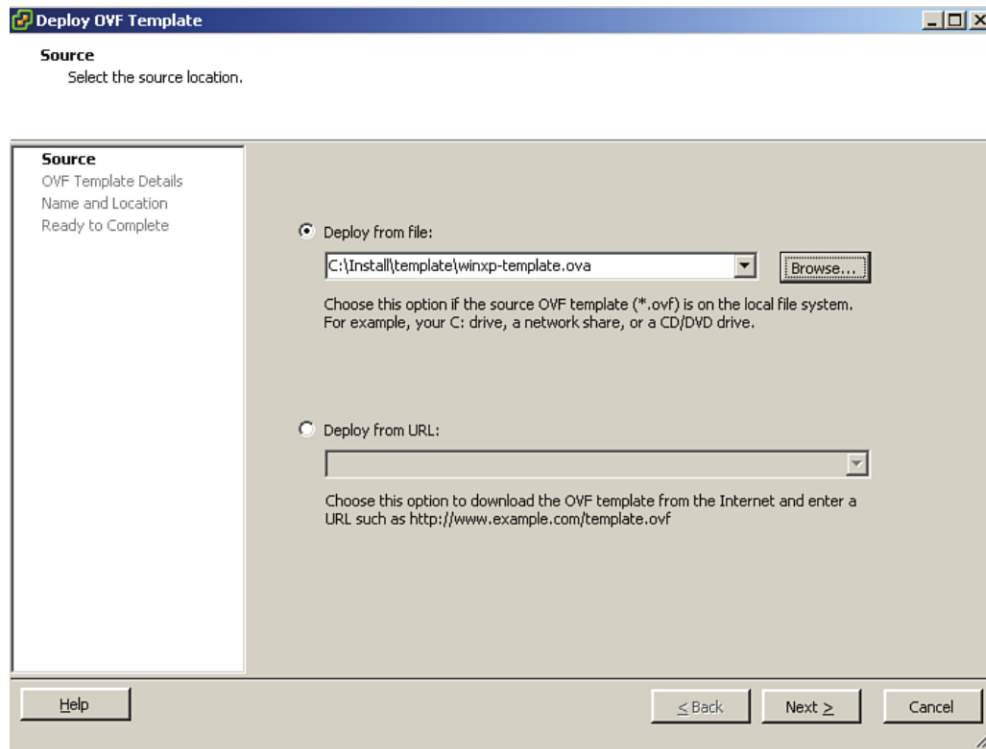 Deploy OVF Template
Source
Select the source location.
Source
OVF Template Details
Name and Location
Ready to Complete
Deploy from file:
C:\Install\template\winxp-template.ova
Browse...
Choose this option if the source OVF template (*.ovf) is on the local file system.
For example, your C: drive, a network share, or a CD/DVD drive.
Deploy from URL:
Choose this option to download the OVF template from the Internet and enter a
URL such as http://www.example.com/template.ovf
Help
< Back
Next >
Cancel